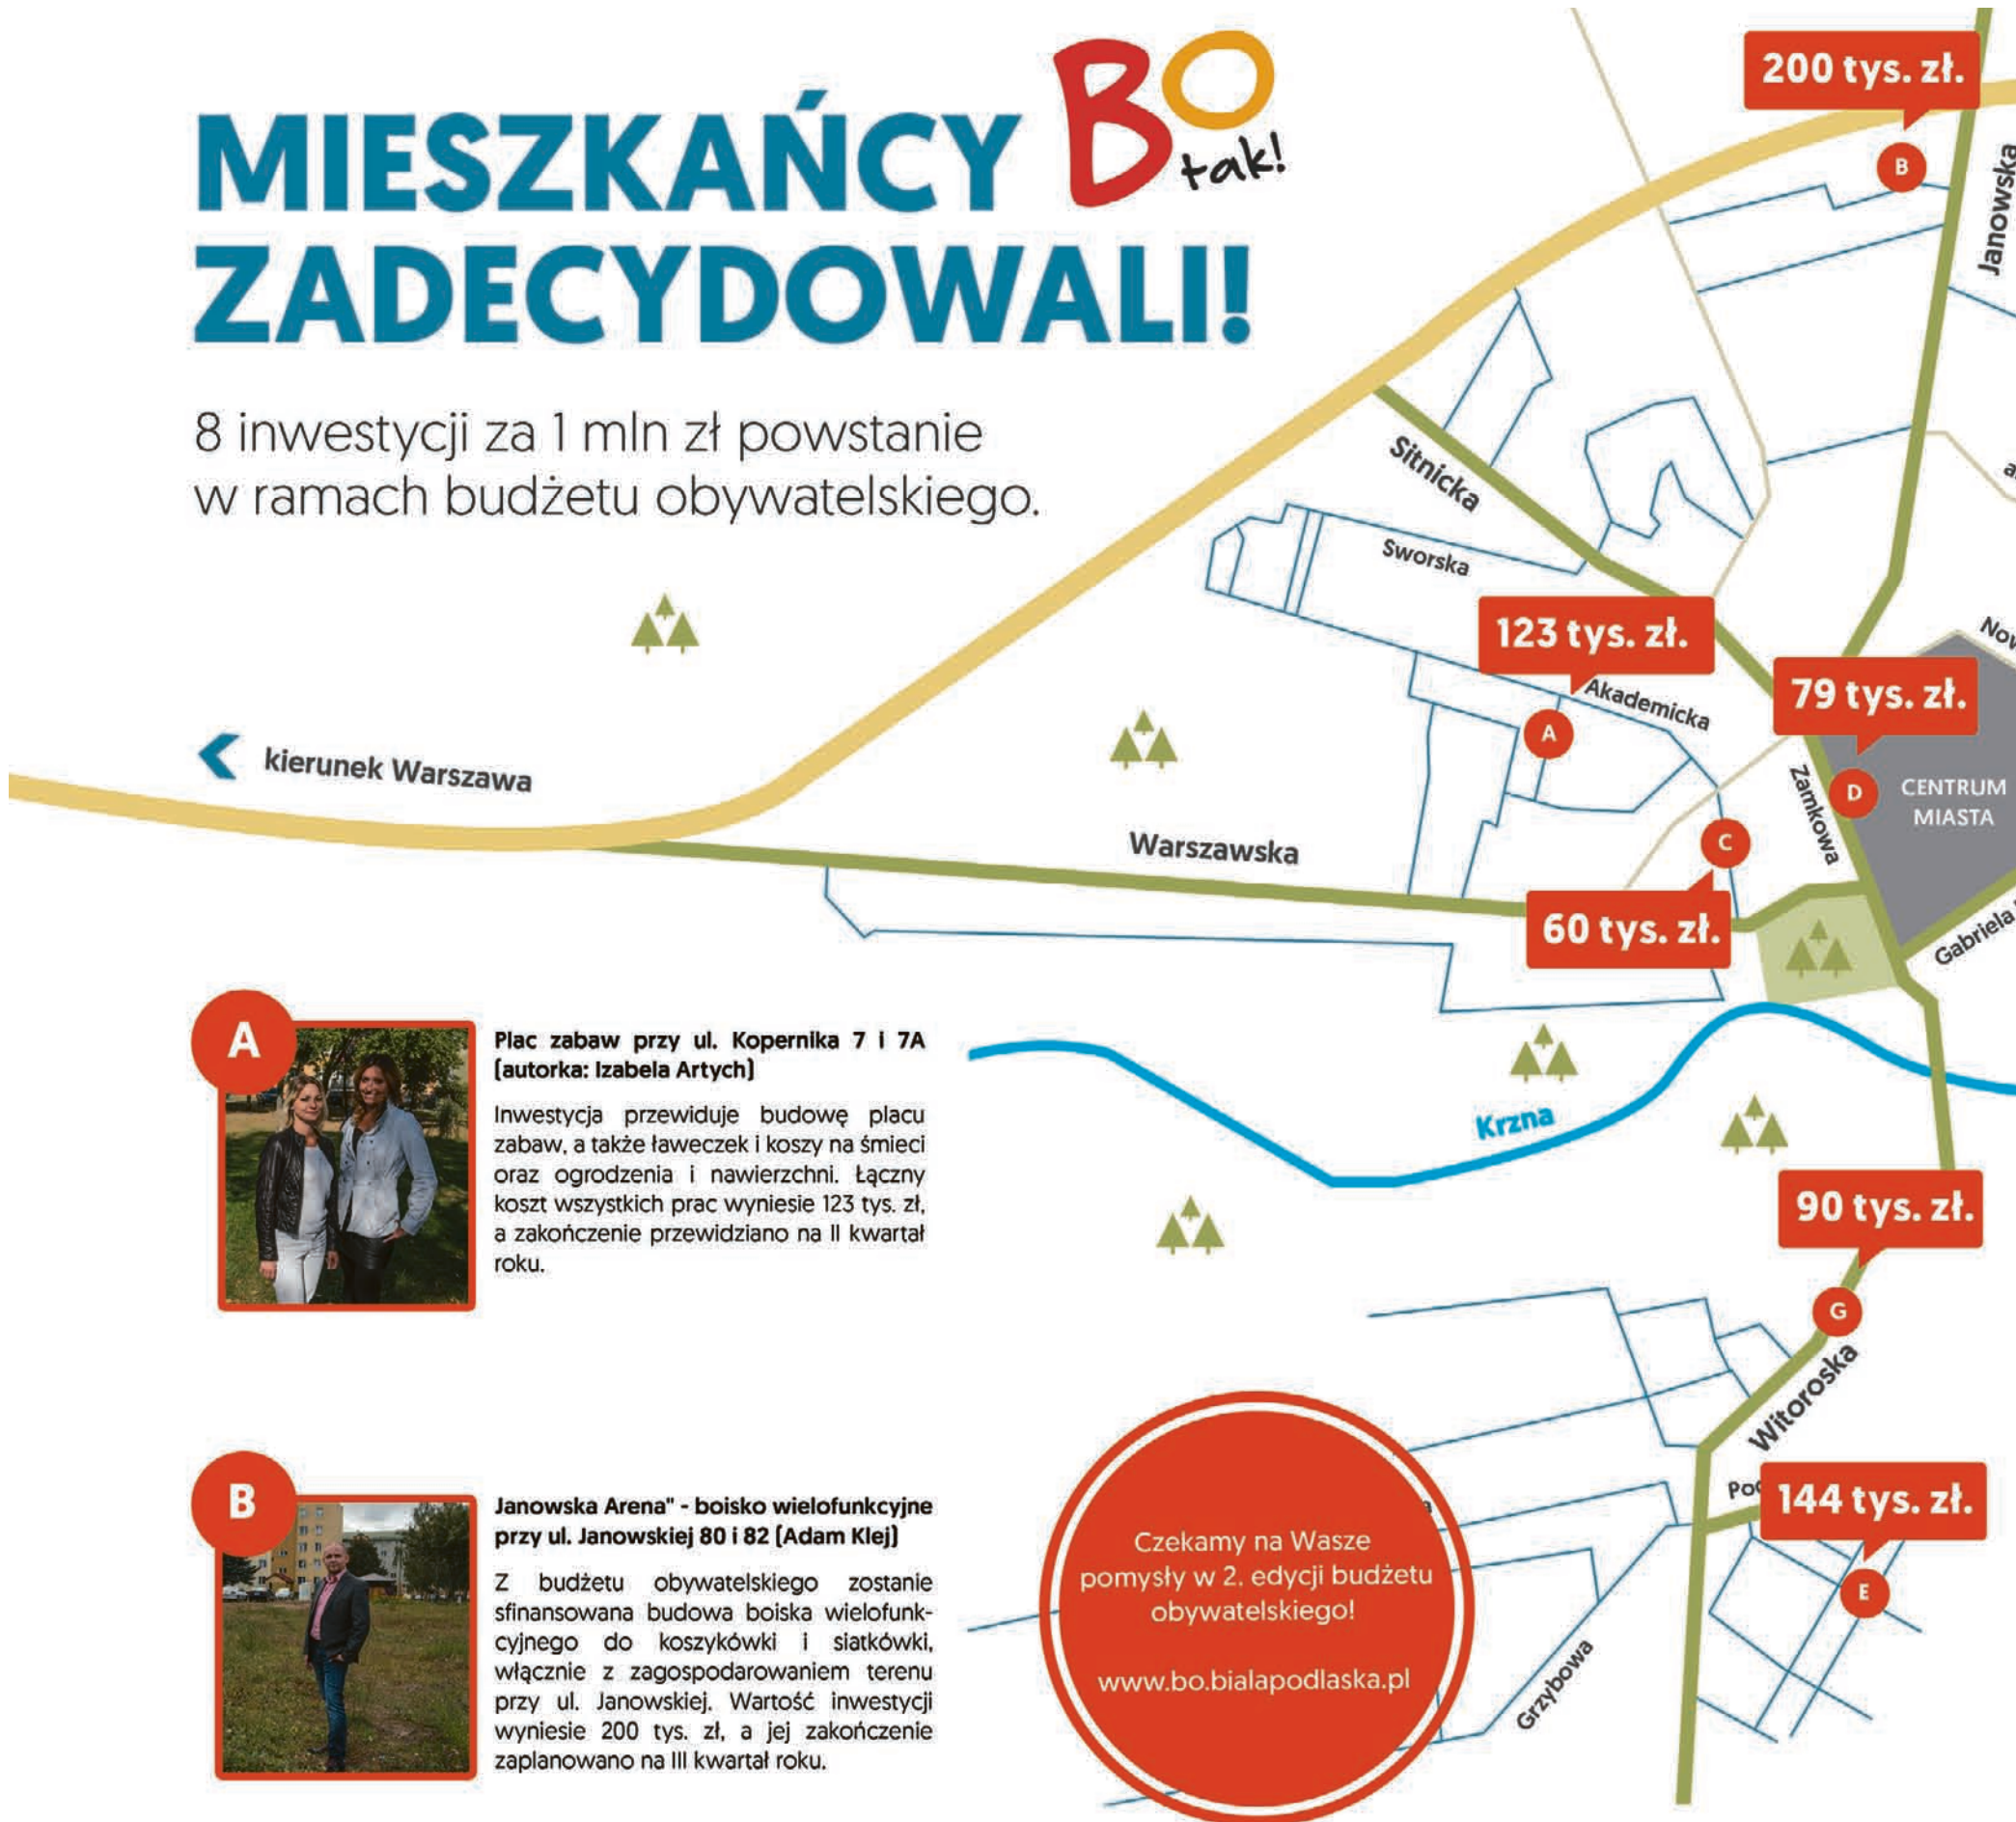 MIESZKAŃCY BO tak!
ZADECYDOWALI!
8 inwestycji za 1 mln zł powstanie
w ramach budżetu obywatelskiego.
200 tys. zł.
B
Janowska
Sitnicka
Sworska
123 tys. zł.
Akademicka
A
79 tys. zł.
D
CENTRUM
MIASTA
Zamkowa
kierunek Warszawa
Warszawska
C
60 tys. zł.
Gabriela
Krzna
90 tys. zł.
G
Witoroska
144 tys. zł.
E
Grzybowa
A
Plac zabaw przy ul. Kopernika 7 i 7A
(autorka: Izabela Artych)
Inwestycja przewiduje budowę placu
zabaw, a także ławeczek i koszy na śmieci
oraz ogrodzenia i nawierzchni. Łączny
koszt wszystkich prac wyniesie 123 tys. zł,
a zakończenie przewidziano na II kwartał
roku.
B
Janowska Arena" - boisko wielofunkcyjne
przy ul. Janowskiej 80 i 82 (Adam Klej)
Z budżetu obywatelskiego zostanie
sfinansowana budowa boiska wielofunk-
cyjnego do koszykówki i siatkówki,
włącznie z zagospodarowaniem terenu
przy ul. Janowskiej. Wartość inwestycji
wyniesie 200 tys. zł, a jej zakończenie
zaplanowano na III kwartał roku.
Czekamy na Wasze
pomysły w 2. edycji budżetu
obywatelskiego!
www.bo.bialapodlaska.pl